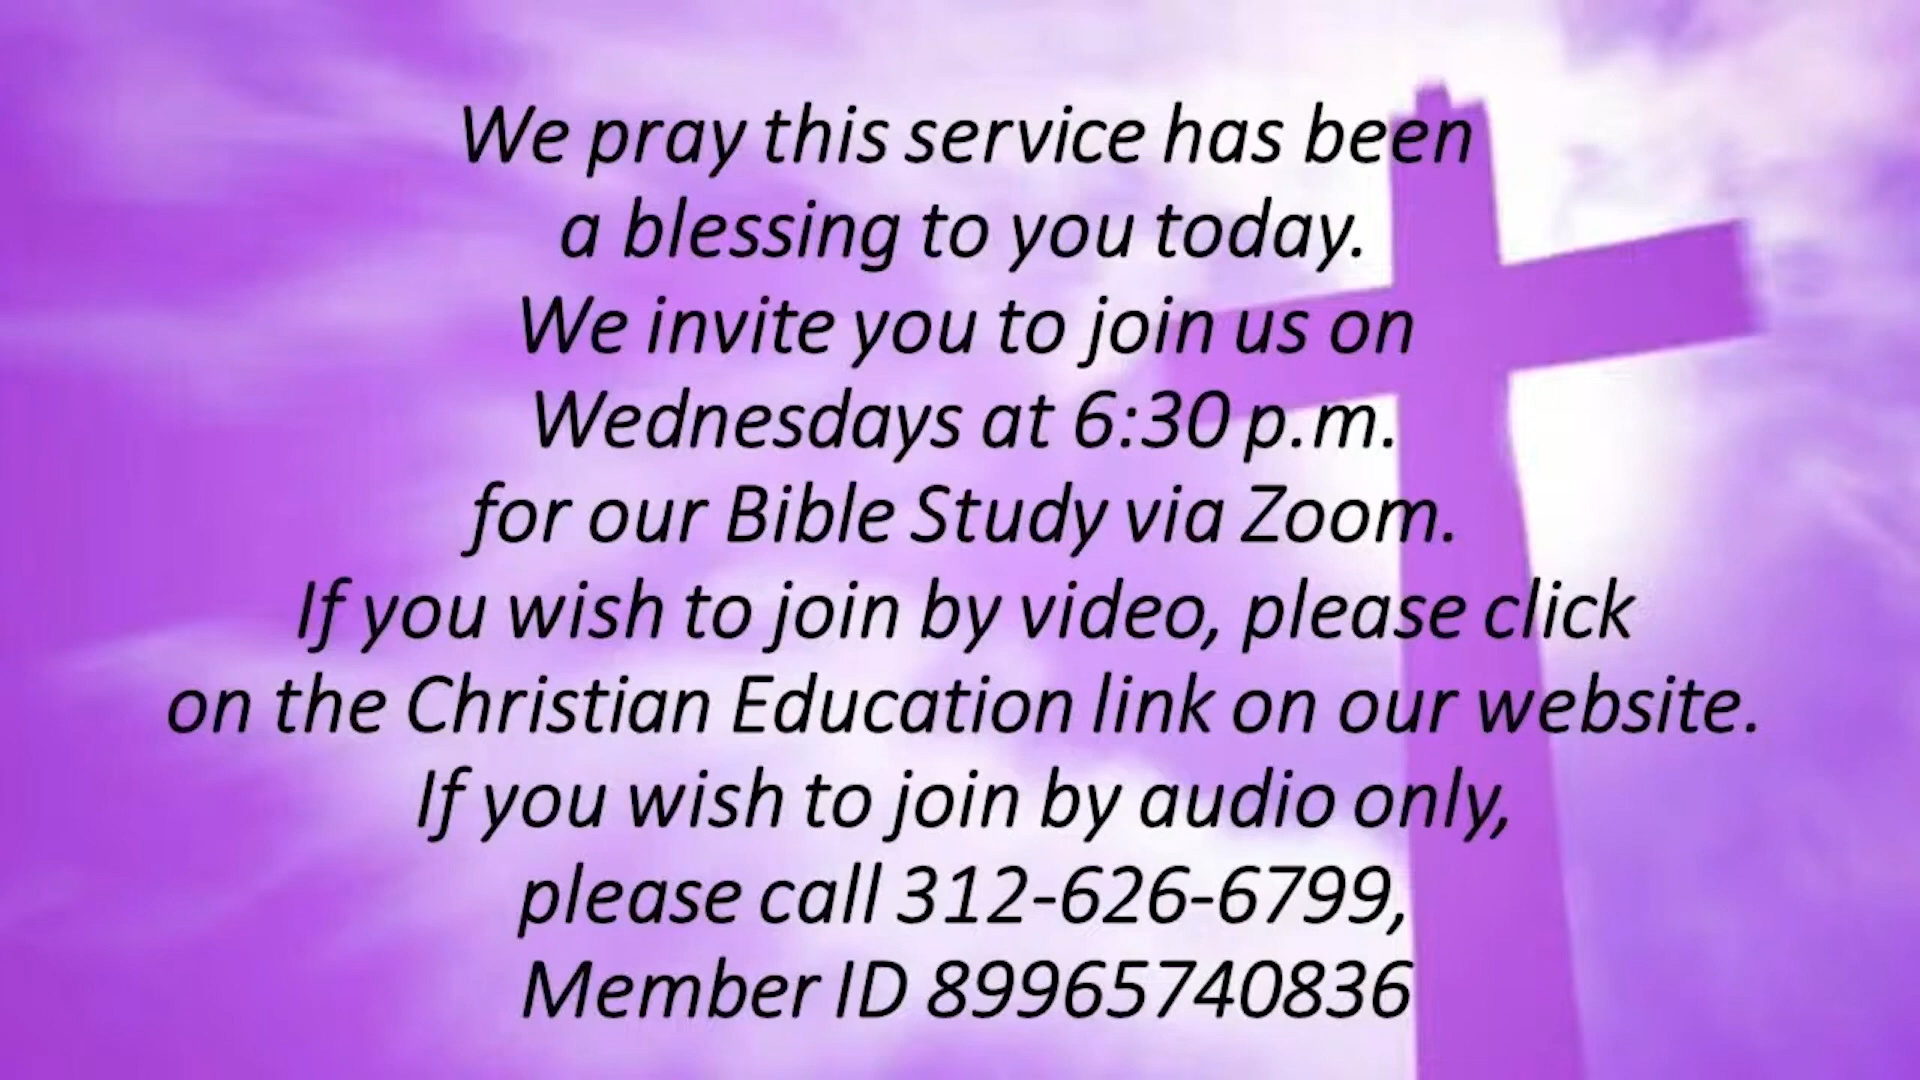 We pray this service has been
a blessing to you today.
We invite you to join us on
Wednesdays at 6:30 p.m.
for our Bible Study via Zoom.
If you wish to join by video, please click
on the Christian Education link on our website.
If you wish to join by audio only,
please call 312-626-6799,
Member ID 89965740836